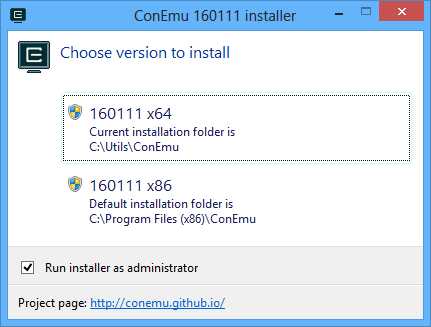 ConEmu 160111 installer
Choose version to install
160111 x64
Current installation folder is
C:\Utils\ConEmu
160111 x86
Default installation folder is
C:\Program Files (x86)\ConEmu
Run installer as administrator
Project page: http://conemu.github.io/